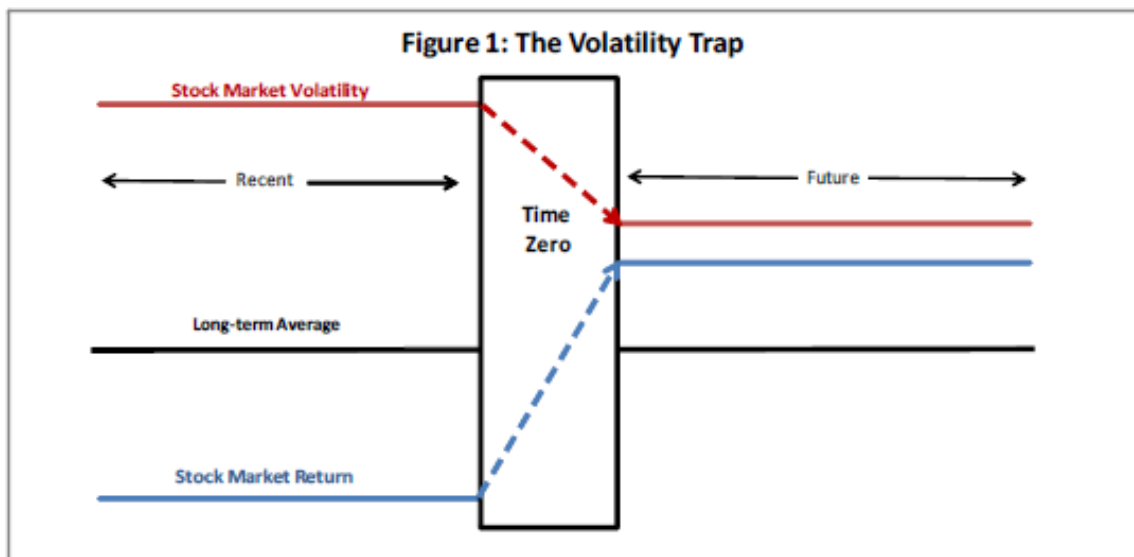 Figure 1: The Volatility Trap
Stock Market Volatility
Recent
Future
Time
Zero
Long-term Average
Stock Market Return